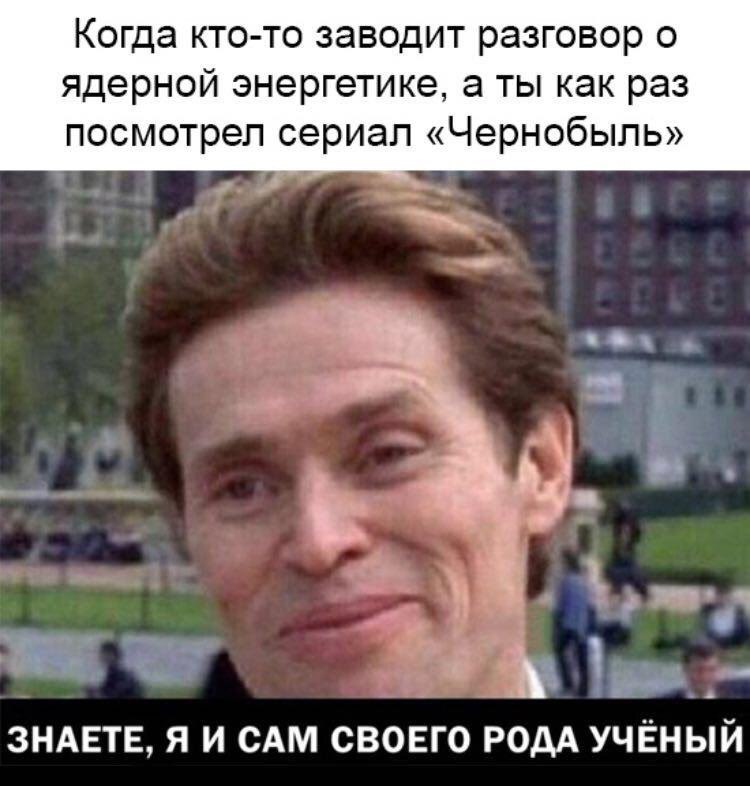 Когда кто-то заводит разговор о
ядерной энергетике, а ты как раз
посмотрел сериал «Чернобыль»
ЗНАЕТЕ, Я И САМ СВОЕГО РОДА УЧЁНЫЙ